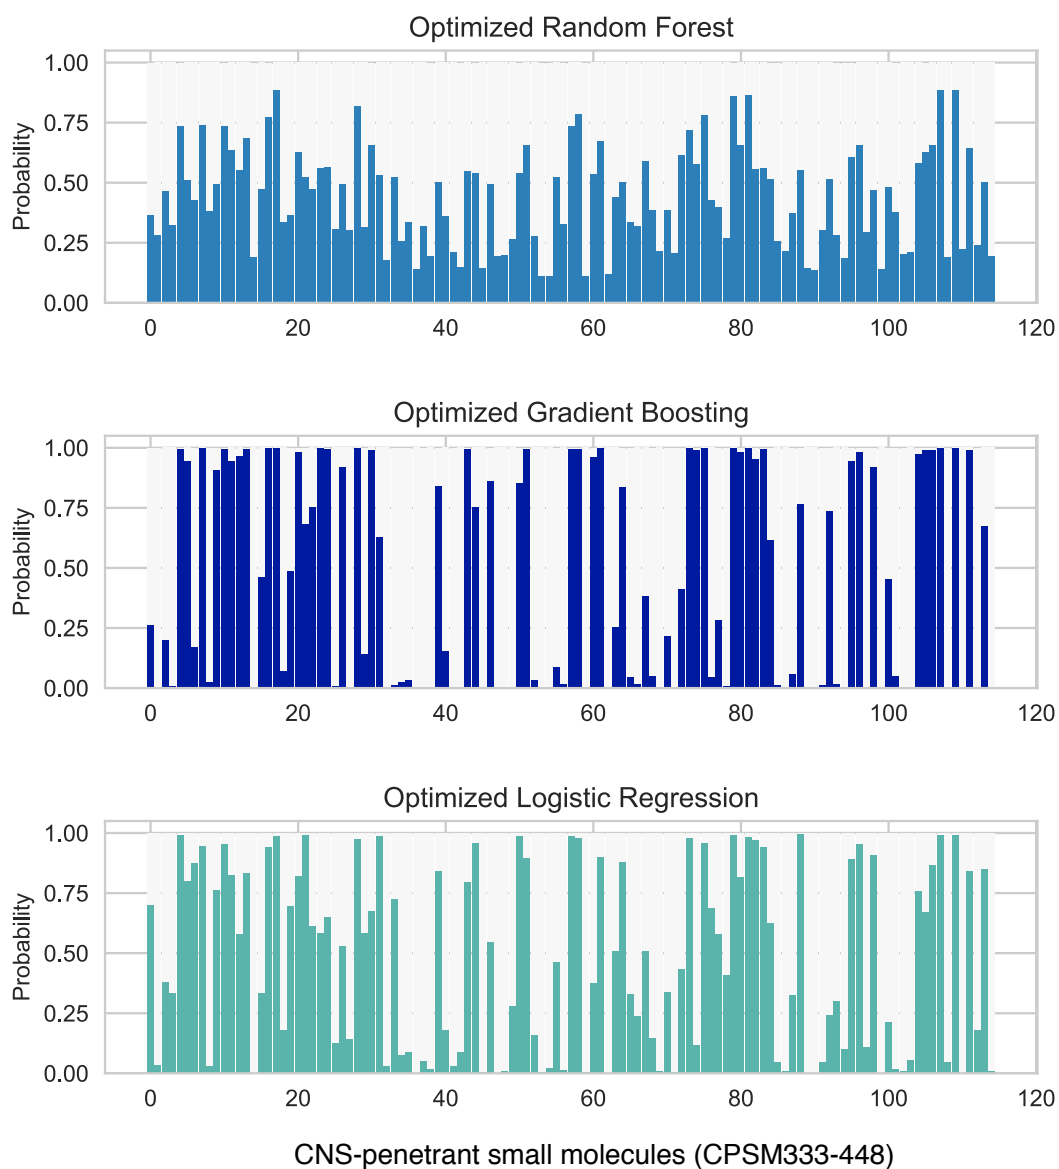 Optimized Random Forest
1.00
0.75
0.50
0.25
0.00
Probability
0 20 40 60 80 100 120
Optimized Gradient Boosting
1.00
0.75
0.50
0.25
0.00
Probability
0 20 40 60 80 100 120
Optimized Logistic Regression
1.00
0.75
0.50
0.25
0.00
Probability
0 20 40 60 80 100 120
CNS-penetrant small molecules (CPSM333-448)